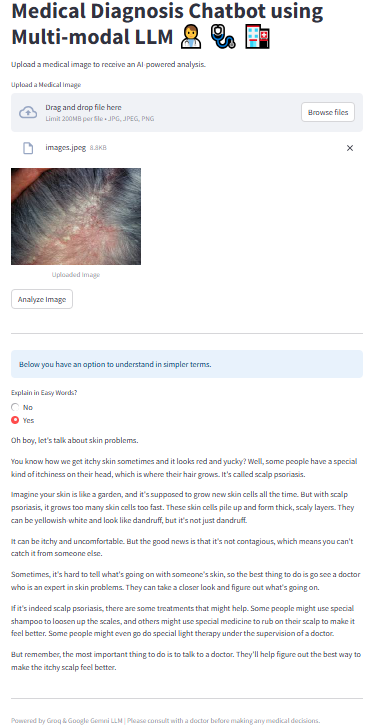 Medical Diagnosis Chatbot using
Multi-modal LLM
Upload a medical image to receive an AI-powered analysis.
Upload a Medical Image
Drag and drop file here
Limit 200MB per file • JPG, JPEG, PNG
Browse files
images.jpeg 8.8KB
Uploaded Image
Analyze Image
Below you have an option to understand in simpler terms.
Explain in Easy Words?
No
Yes
Oh boy, let's talk about skin problems.
You know how we get itchy skin sometimes and it looks red and yucky? Well, some people have a special
kind of itchiness on their head, which is where their hair grows. It's called scalp psoriasis.
Imagine your skin is like a garden, and it's supposed to grow new skin cells all the time. But with scalp
psoriasis, it grows too many skin cells too fast. These skin cells pile up and form thick, scaly layers. They
can be yellowish white and look like dandruff, but it's not just dandruff.
It can be itchy and uncomfortable. But the good news is that it's not contagious, which means you can't
catch it from someone else.
Sometimes, it's hard to tell what's going on with someone's skin, so the best thing to do is go see a doctor
who is an expert in skin problems. They can take a closer look and figure out what's going on.
If it's indeed scalp psoriasis, there are some treatments that might help. Some people might use special
shampoo to loosen up the scales, and others might use special medicine to rub on their scalp to make it
feel better. Some people might even go do special light therapy under the supervision of a doctor.
But remember, the most important thing to do is to talk to a doctor. They'll help figure out the best way to
make the itchy scalp feel better.
Powered by Groq & Google Gemni LLM | Please consult with a doctor before making any medical decisions.